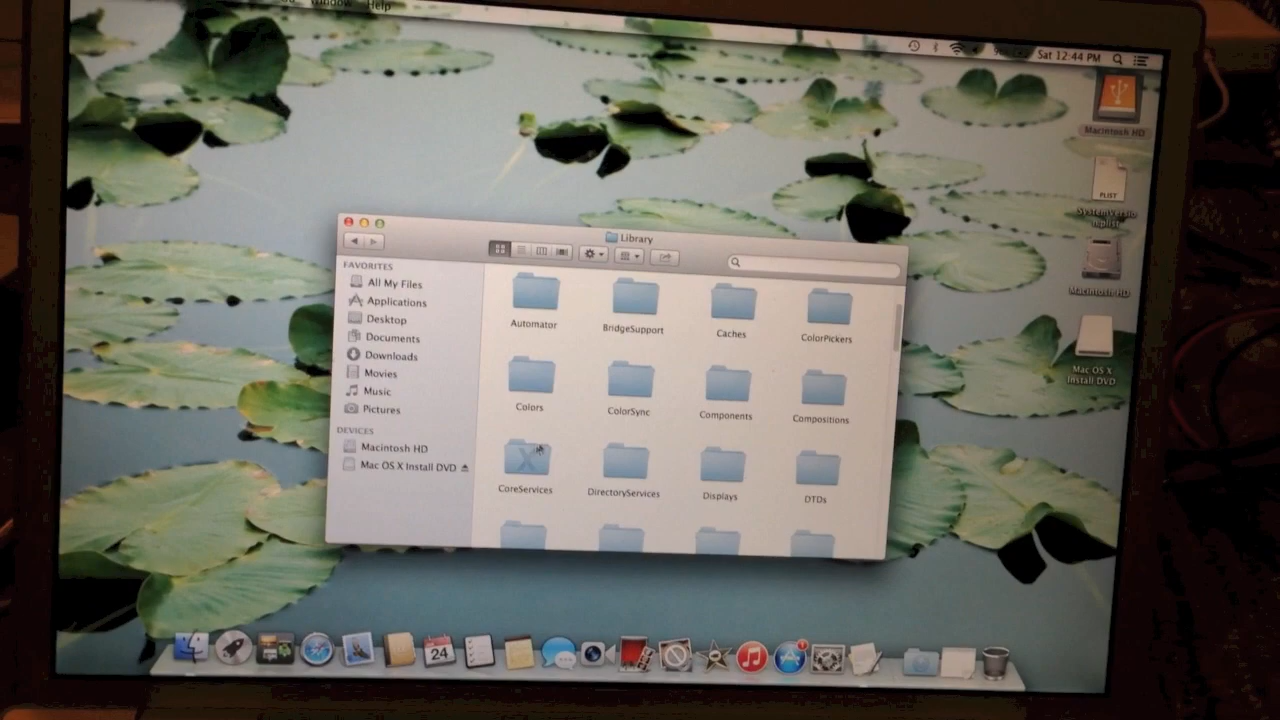 Window Help
Sat 12:44 PM
Macintosh HD
PLIST
SystemVersio
n.plist
Macintosh HD
Mac OS X
Install DVD
Library
FAVORITES
All My Files
Applications
Desktop
Documents
Downloads
Movies
Music
Pictures
DEVICES
Macintosh HD
Mac OS X Install DVD
Automator
BridgeSupport
Caches
ColorPickers
Colors
ColorSync
Components
Compositions
CoreServices
DirectoryServices
Displays
DTDs
24